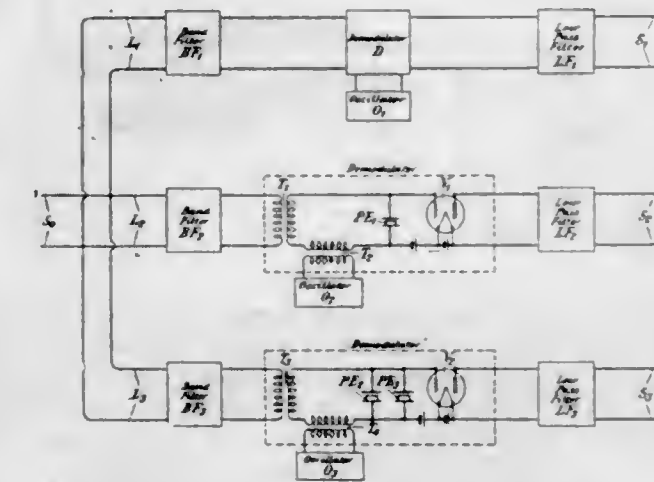 L₁
Band
Filter
BF₁
Demodulator
D
Oscillator
O₁
Low
Pass
Filter
LF₁
S₁
S₀
L₂
Band
Filter
BF₂
Demodulator
T₁
PE₁
V₁
T₂
Oscillator
O₂
Low
Pass
Filter
LF₂
S₂
L₃
Band
Filter
BF₃
Demodulator
T₃
PE₂
PE₃
V₂
T₄
Oscillator
O₃
Low
Pass
Filter
LF₃
S₃